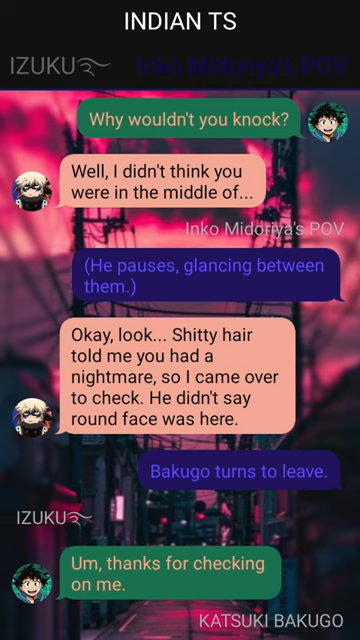 INDIAN TS
IZUKU࿐ Inko Midoriya's POV
Why wouldn't you knock?
Well, I didn't think you
were in the middle of...
Inko Midoriya's POV
(He pauses, glancing between
them.)
Okay, look... Shitty hair
told me you had a
nightmare, so I came over
to check. He didn't say
round face was here.
Bakugo turns to leave.
IZUKU࿐
Um, thanks for checking
on me.
KATSUKI BAKUGO